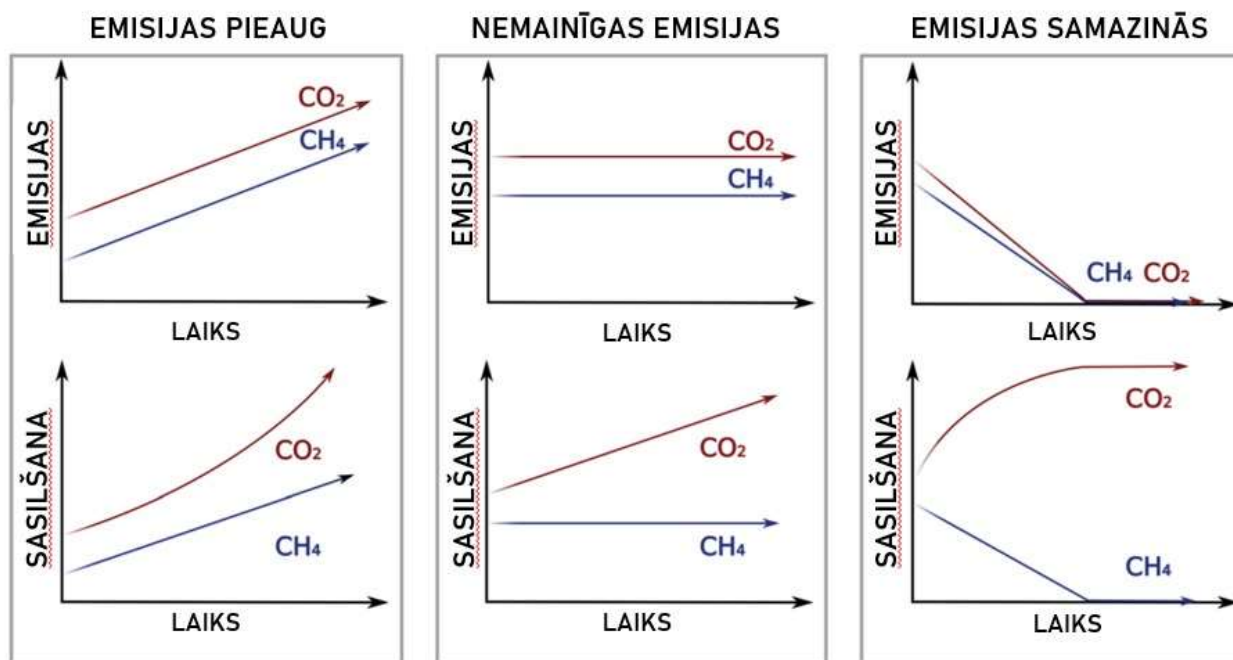 EMISIJAS PIEAUG
EMISIJAS
CO₂
CH₄
LAIKS
SASILŠANA
CO₂
CH₄
LAIKS
NEMAINĪGAS EMISIJAS
EMISIJAS
CO₂
CH₄
LAIKS
SASILŠANA
CO₂
CH₄
LAIKS
EMISIJAS SAMAZINĀS
EMISIJAS
CH₄ CO₂
LAIKS
SASILŠANA
CO₂
CH₄
LAIKS